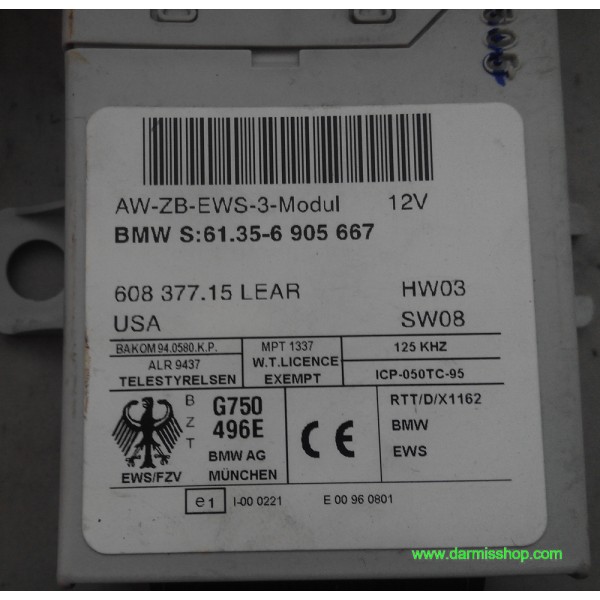 AW-ZB-EWS-3-Modul 12V
BMW S:61.35-6 905 667
608 377.15 LEAR HW03
USA SW08
BAKOM 94.0580.K.P. MPT 1337 125 KHZ
ALR 9437 W.T.LICENCE
TELESTYRELSEN EXEMPT ICP-050TC-95
BZT G750 RTT/D/X1162
496E CE BMW
BMW AG EWS
EWS/FZV MÜNCHEN
e1 I-00 0221 E 00 96 0801
www.darmisshop.com